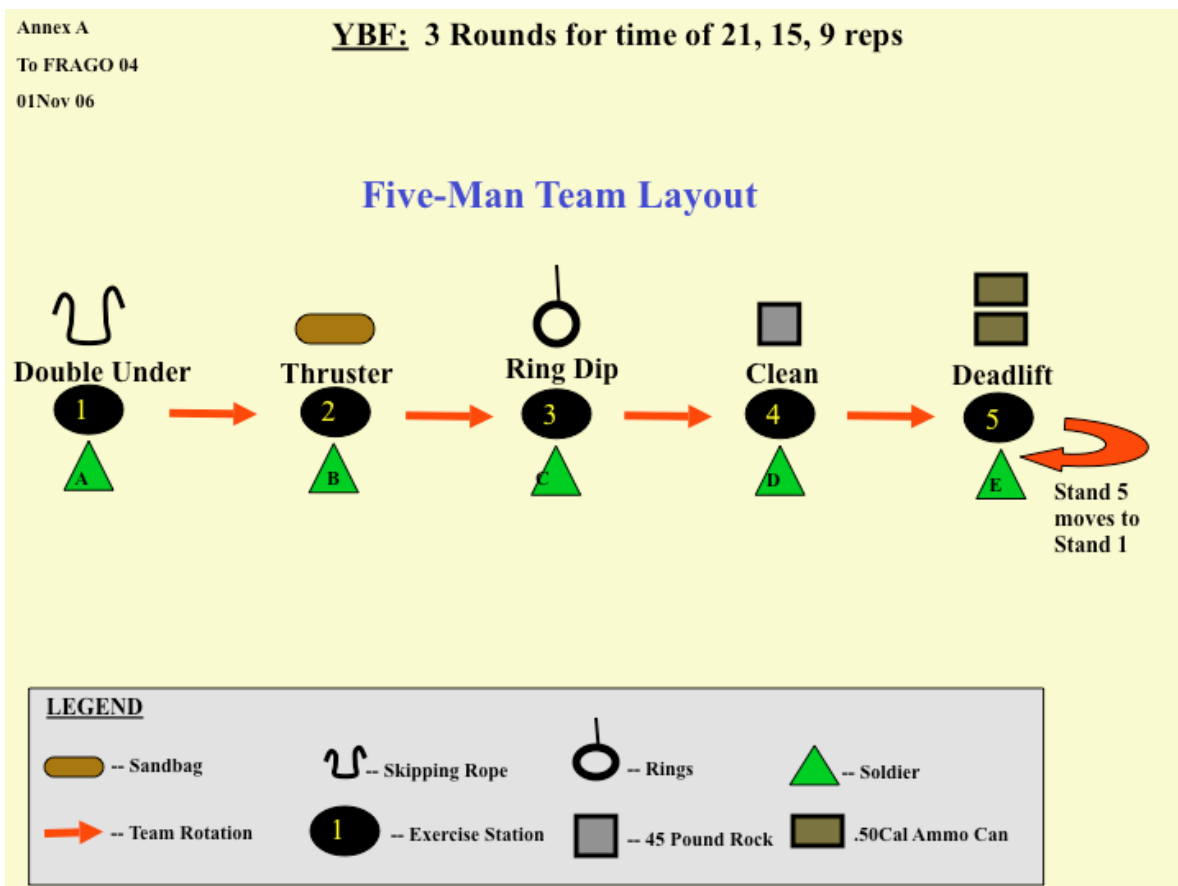 Annex A
To FRAGO 04
01Nov 06
YBF: 3 Rounds for time of 21, 15, 9 reps
Five-Man Team Layout
Double Under
Thruster
Ring Dip
Clean
Deadlift
1
2
3
4
5
A
B
C
D
E
Stand 5
moves to
Stand 1
LEGEND
-- Sandbag
-- Skipping Rope
-- Rings
-- Soldier
-- Team Rotation
1
-- Exercise Station
-- 45 Pound Rock
.50Cal Ammo Can